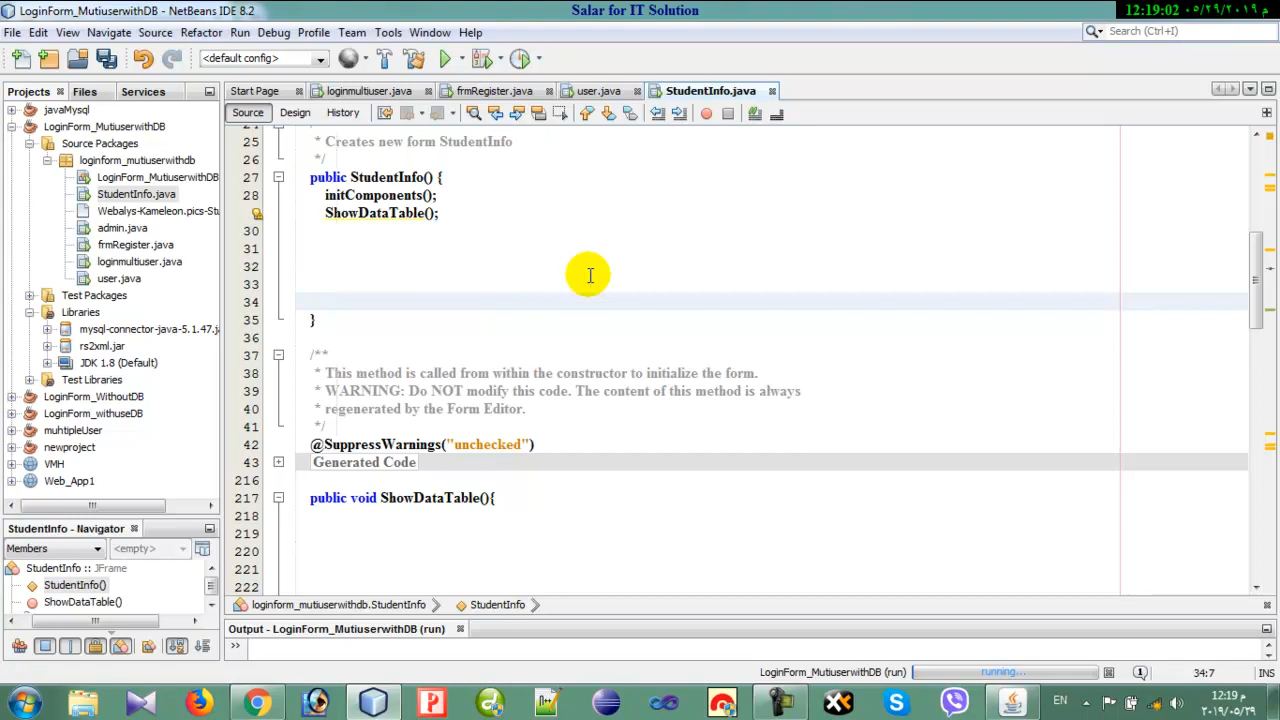 LoginForm_MutiuserwithDB - NetBeans IDE 8.2
Salar for IT Solution
12:19:02 ٠٥/٢٩/٢٠١٩
File Edit View Navigate Source Refactor Run Debug Profile Team Tools Window Help
Search (Ctrl+I)
<default config>
Projects Files Services
Start Page loginmultiuser.java frmRegister.java user.java StudentInfo.java
Source Design History
javaMysql
LoginForm_MutiuserwithDB
Source Packages
loginform_mutiuserwithdb
LoginForm_MutiuserwithDB
StudentInfo.java
Webalys-Kameleon.pics-Stu
admin.java
frmRegister.java
loginmultiuser.java
user.java
Test Packages
Libraries
mysql-connector-java-5.1.47.ja
rs2xml.jar
JDK 1.8 (Default)
Test Libraries
LoginForm_WithoutDB
LoginForm_withuseDB
muhtipleUser
newproject
VMH
Web_App1
StudentInfo - Navigator
Members <empty>
StudentInfo :: JFrame
StudentInfo()
ShowDataTable()
25 * Creates new form StudentInfo
26 */
27 public StudentInfo() {
28 initComponents();
ShowDataTable();
30
31
32
33
34
35 }
36
37 /**
38 * This method is called from within the constructor to initialize the form.
39 * WARNING: Do NOT modify this code. The content of this method is always
40 * regenerated by the Form Editor.
41 */
42 @SuppressWarnings("unchecked")
43 Generated Code
216
217 public void ShowDataTable(){
218
219
220
221
222
loginform_mutiuserwithdb.StudentInfo StudentInfo
Output - LoginForm_MutiuserwithDB (run)
LoginForm_MutiuserwithDB (run) running... 1 34:7 INS
EN
12:19 م
٢٠١٩/٠٥/٢٩